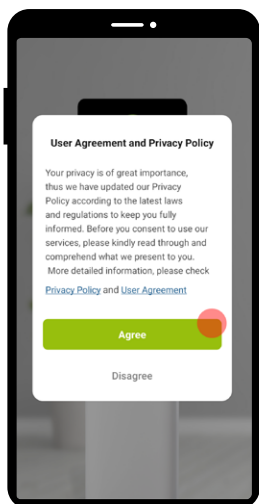 User Agreement and Privacy Policy
Your privacy is of great importance,
thus we have updated our Privacy
Policy according to the latest laws
and regulations to keep you fully
informed. Before you consent to use our
services, please kindly read through and
comprehend what we present to you.
More detailed information, please check
Privacy Policy and User Agreement
Agree
Disagree